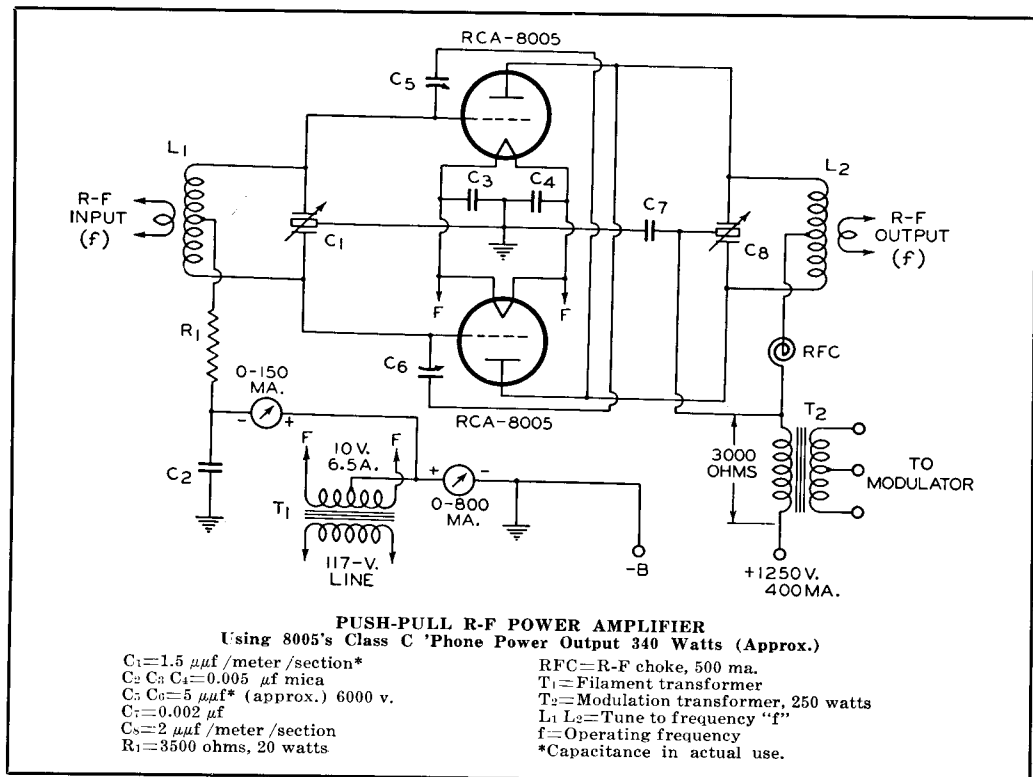 RCA-8005
C5
L1
L2
C3
C4
C7
R-F
INPUT
(f)
C1
R-F
OUTPUT
(f)
C8
F
F
R1
C6
RFC
0-150
MA.
-
+
RCA-8005
T2
F
10 V.
6.5 A.
F
3000
OHMS
TO
MODULATOR
C2
+
-
0-800
MA.
T1
117-V.
LINE
-B
+1250 V.
400 MA.
PUSH-PULL R-F POWER AMPLIFIER
Using 8005's Class C 'Phone Power Output 340 Watts (Approx.)
C1=1.5 μμf /meter /section*
C2 C3 C4=0.005 μf mica
C5 C6=5 μμf* (approx.) 6000 v.
C7=0.002 μf
C8=2 μμf /meter /section
R1=3500 ohms, 20 watts
RFC=R-F choke, 500 ma.
T1=Filament transformer
T2=Modulation transformer, 250 watts
L1 L2=Tune to frequency "f"
f=Operating frequency
*Capacitance in actual use.